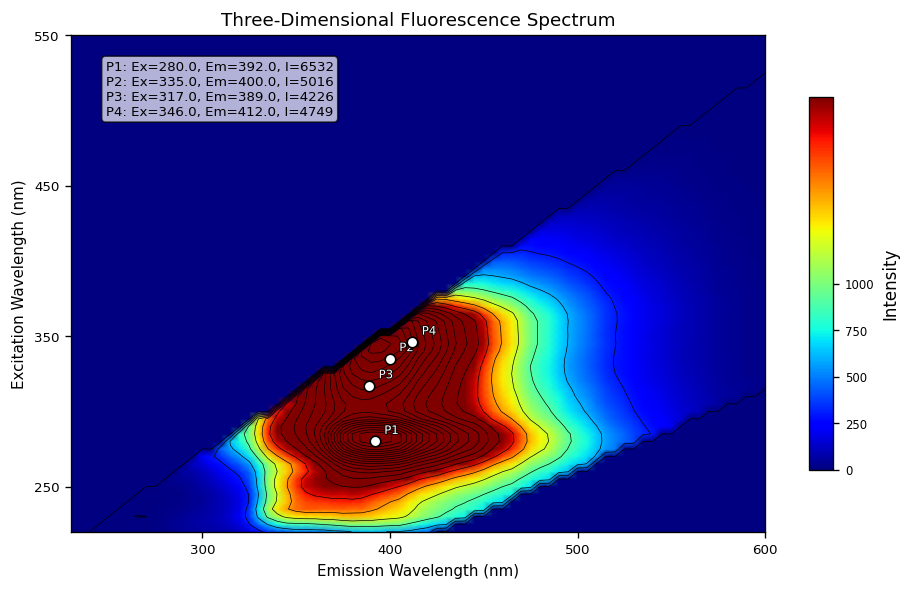 Three-Dimensional Fluorescence Spectrum
550
450
350
250
Excitation Wavelength (nm)
P1: Ex=280.0, Em=392.0, I=6532
P2: Ex=335.0, Em=400.0, I=5016
P3: Ex=317.0, Em=389.0, I=4226
P4: Ex=346.0, Em=412.0, I=4749
P4
P2
P3
P1
300
400
500
600
Emission Wavelength (nm)
1000
750
500
250
0
Intensity